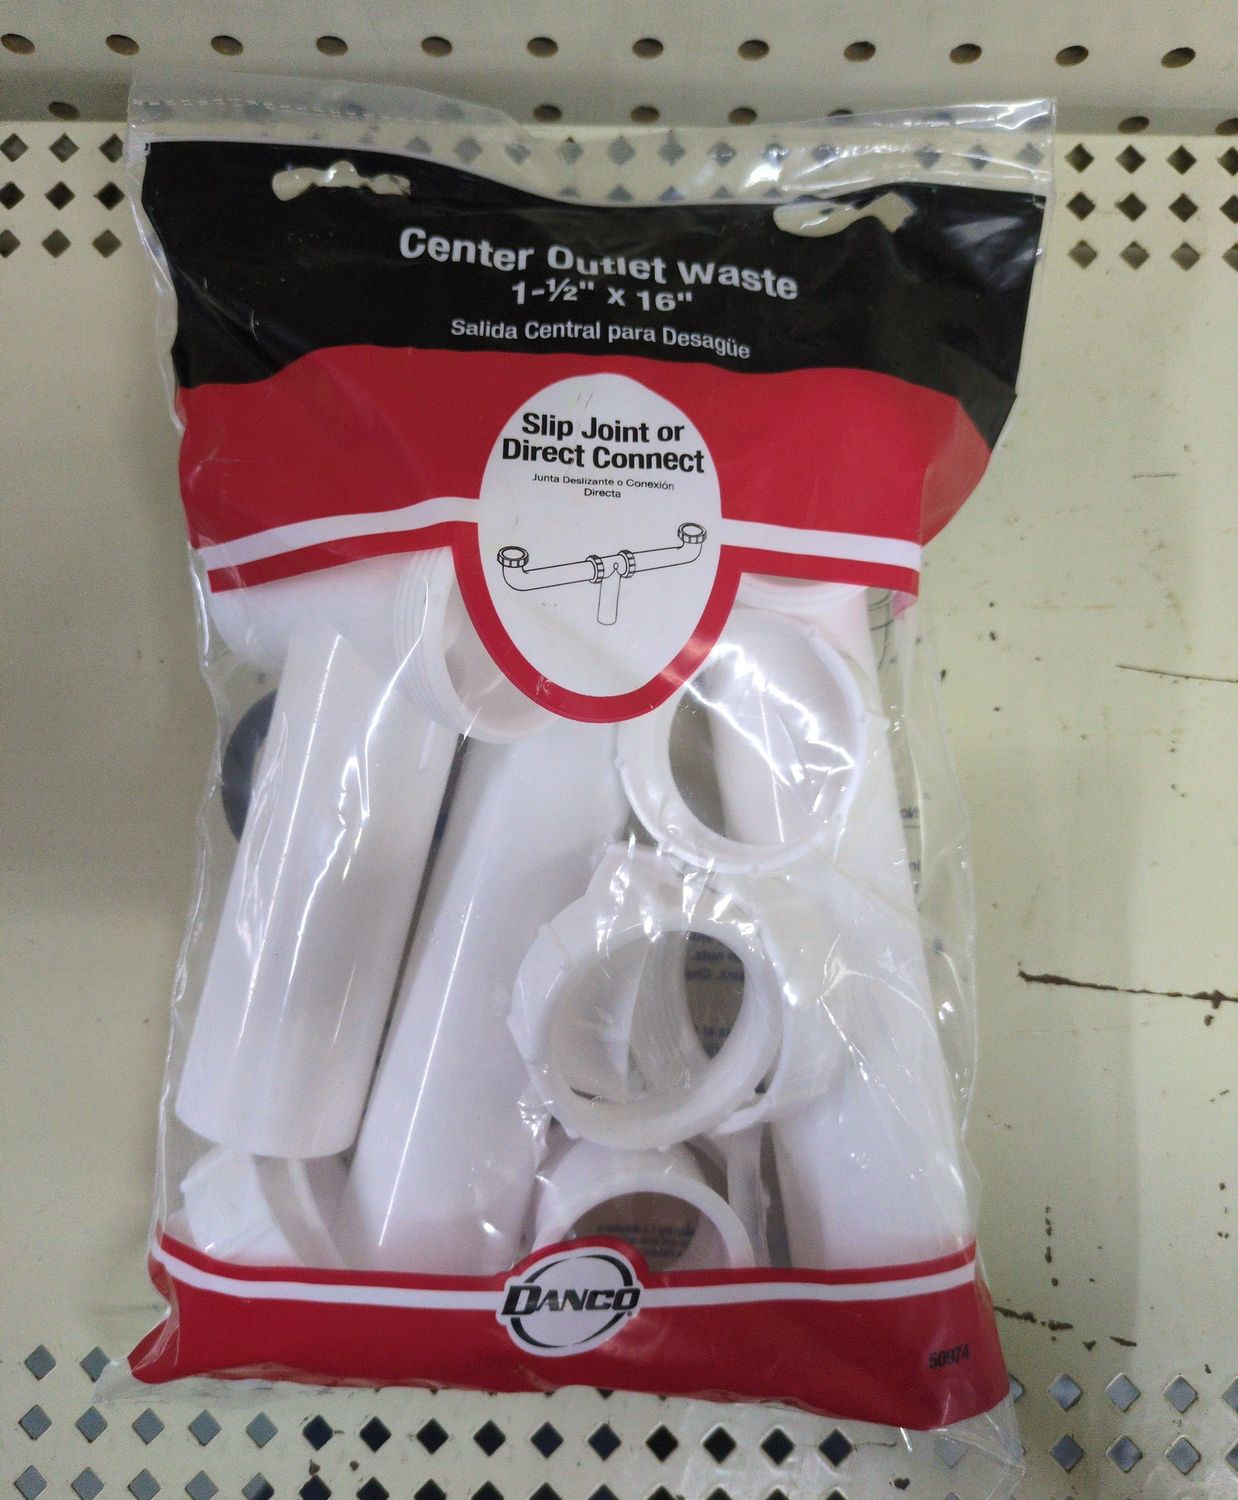 Center Outlet Waste
1-½" x 16"
Salida Central para Desagüe
Slip Joint or
Direct Connect
Junta Deslizante o Conexión
Directa
DANCO
50974